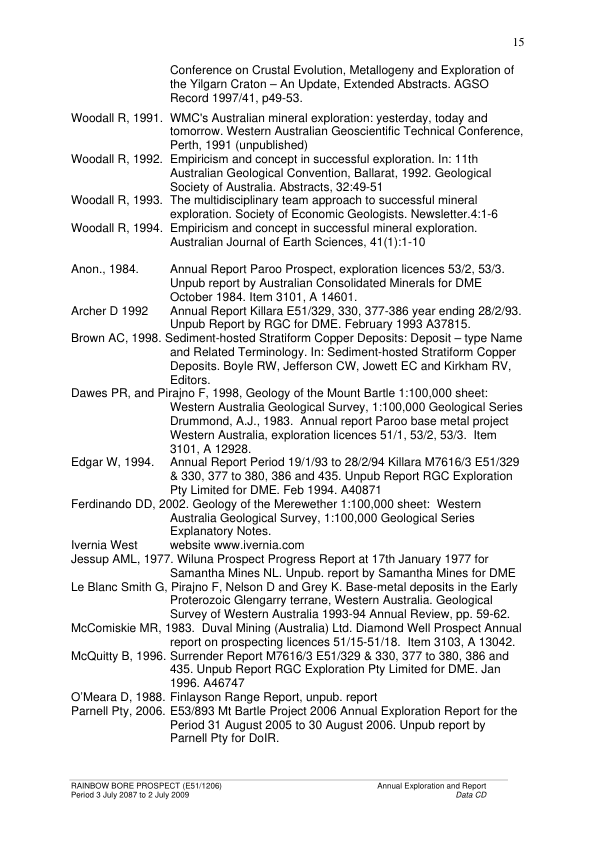 15
Conference on Crustal Evolution, Metallogeny and Exploration of
the Yilgarn Craton – An Update, Extended Abstracts. AGSO
Record 1997/41, p49-53.
Woodall R, 1991. WMC's Australian mineral exploration: yesterday, today and
tomorrow. Western Australian Geoscientific Technical Conference,
Perth, 1991 (unpublished)
Woodall R, 1992. Empiricism and concept in successful exploration. In: 11th
Australian Geological Convention, Ballarat, 1992. Geological
Society of Australia. Abstracts, 32:49-51
Woodall R, 1993. The multidisciplinary team approach to successful mineral
exploration. Society of Economic Geologists. Newsletter.4:1-6
Woodall R, 1994. Empiricism and concept in successful mineral exploration.
Australian Journal of Earth Sciences, 41(1):1-10
Anon., 1984. Annual Report Paroo Prospect, exploration licences 53/2, 53/3.
Unpub report by Australian Consolidated Minerals for DME
October 1984. Item 3101, A 14601.
Archer D 1992 Annual Report Killara E51/329, 330, 377-386 year ending 28/2/93.
Unpub Report by RGC for DME. February 1993 A37815.
Brown AC, 1998. Sediment-hosted Stratiform Copper Deposits: Deposit – type Name
and Related Terminology. In: Sediment-hosted Stratiform Copper
Deposits. Boyle RW, Jefferson CW, Jowett EC and Kirkham RV,
Editors.
Dawes PR, and Pirajno F, 1998, Geology of the Mount Bartle 1:100,000 sheet:
Western Australia Geological Survey, 1:100,000 Geological Series
Drummond, A.J., 1983. Annual report Paroo base metal project
Western Australia, exploration licences 51/1, 53/2, 53/3. Item
3101, A 12928.
Edgar W, 1994. Annual Report Period 19/1/93 to 28/2/94 Killara M7616/3 E51/329
& 330, 377 to 380, 386 and 435. Unpub Report RGC Exploration
Pty Limited for DME. Feb 1994. A40871
Ferdinando DD, 2002. Geology of the Merewether 1:100,000 sheet: Western
Australia Geological Survey, 1:100,000 Geological Series
Explanatory Notes.
Ivernia West website www.ivernia.com
Jessup AML, 1977. Wiluna Prospect Progress Report at 17th January 1977 for
Samantha Mines NL. Unpub. report by Samantha Mines for DME
Le Blanc Smith G, Pirajno F, Nelson D and Grey K. Base-metal deposits in the Early
Proterozoic Glengarry terrane, Western Australia. Geological
Survey of Western Australia 1993-94 Annual Review, pp. 59-62.
McComiskie MR, 1983. Duval Mining (Australia) Ltd. Diamond Well Prospect Annual
report on prospecting licences 51/15-51/18. Item 3103, A 13042.
McQuitty B, 1996. Surrender Report M7616/3 E51/329 & 330, 377 to 380, 386 and
435. Unpub Report RGC Exploration Pty Limited for DME. Jan
1996. A46747
O'Meara D, 1988. Finlayson Range Report, unpub. report
Parnell Pty, 2006. E53/893 Mt Bartle Project 2006 Annual Exploration Report for the
Period 31 August 2005 to 30 August 2006. Unpub report by
Parnell Pty for DoIR.
RAINBOW BORE PROSPECT (E51/1206) Annual Exploration and Report
Period 3 July 2087 to 2 July 2009 Data CD